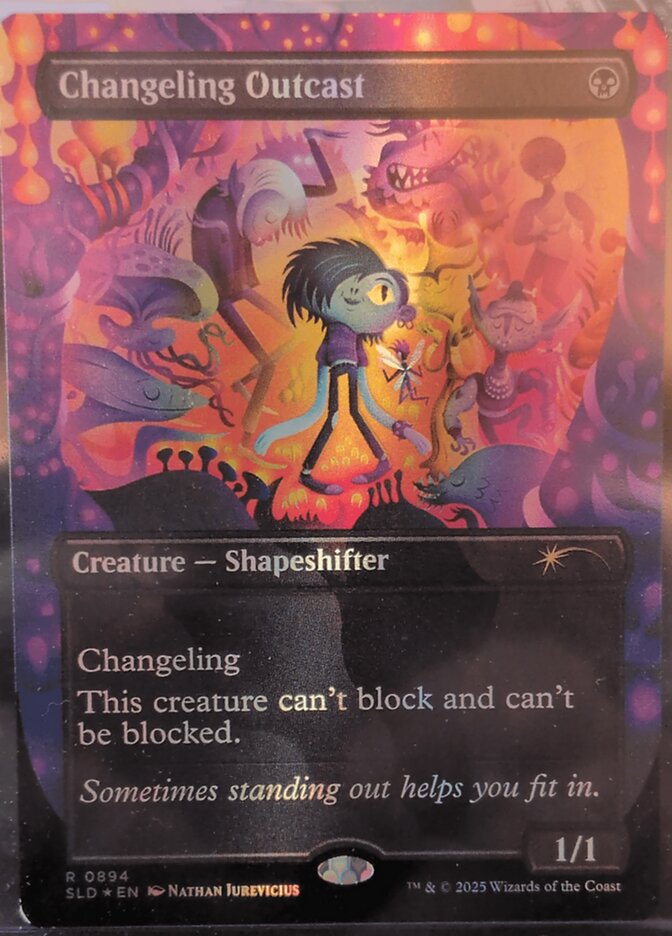 Changeling Outcast
Creature — Shapeshifter
Changeling
This creature can't block and can't
be blocked.
Sometimes standing out helps you fit in.
1/1
R 0894
SLD ★ EN NATHAN JUREVICIUS
™ & © 2025 Wizards of the Coast